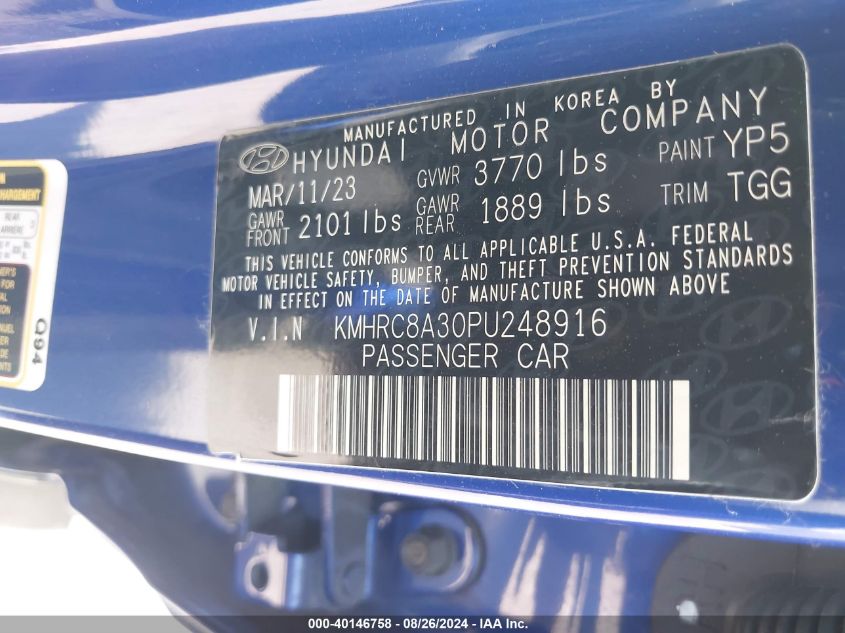 MANUFACTURED IN KOREA BY
HYUNDAI MOTOR COMPANY
MAR/11/23 GVWR 3770 lbs PAINT YP5
GAWR FRONT 2101 lbs GAWR REAR 1889 lbs TRIM TGG
THIS VEHICLE CONFORMS TO ALL APPLICABLE U.S.A. FEDERAL
MOTOR VEHICLE SAFETY, BUMPER, AND THEFT PREVENTION STANDARDS
IN EFFECT ON THE DATE OF MANUFACTURE SHOWN ABOVE
V.I.N KMHRC8A30PU248916
PASSENGER CAR
REAR
ARRIÈRE
Q94
000-40146758 - 08/26/2024 - IAA Inc.